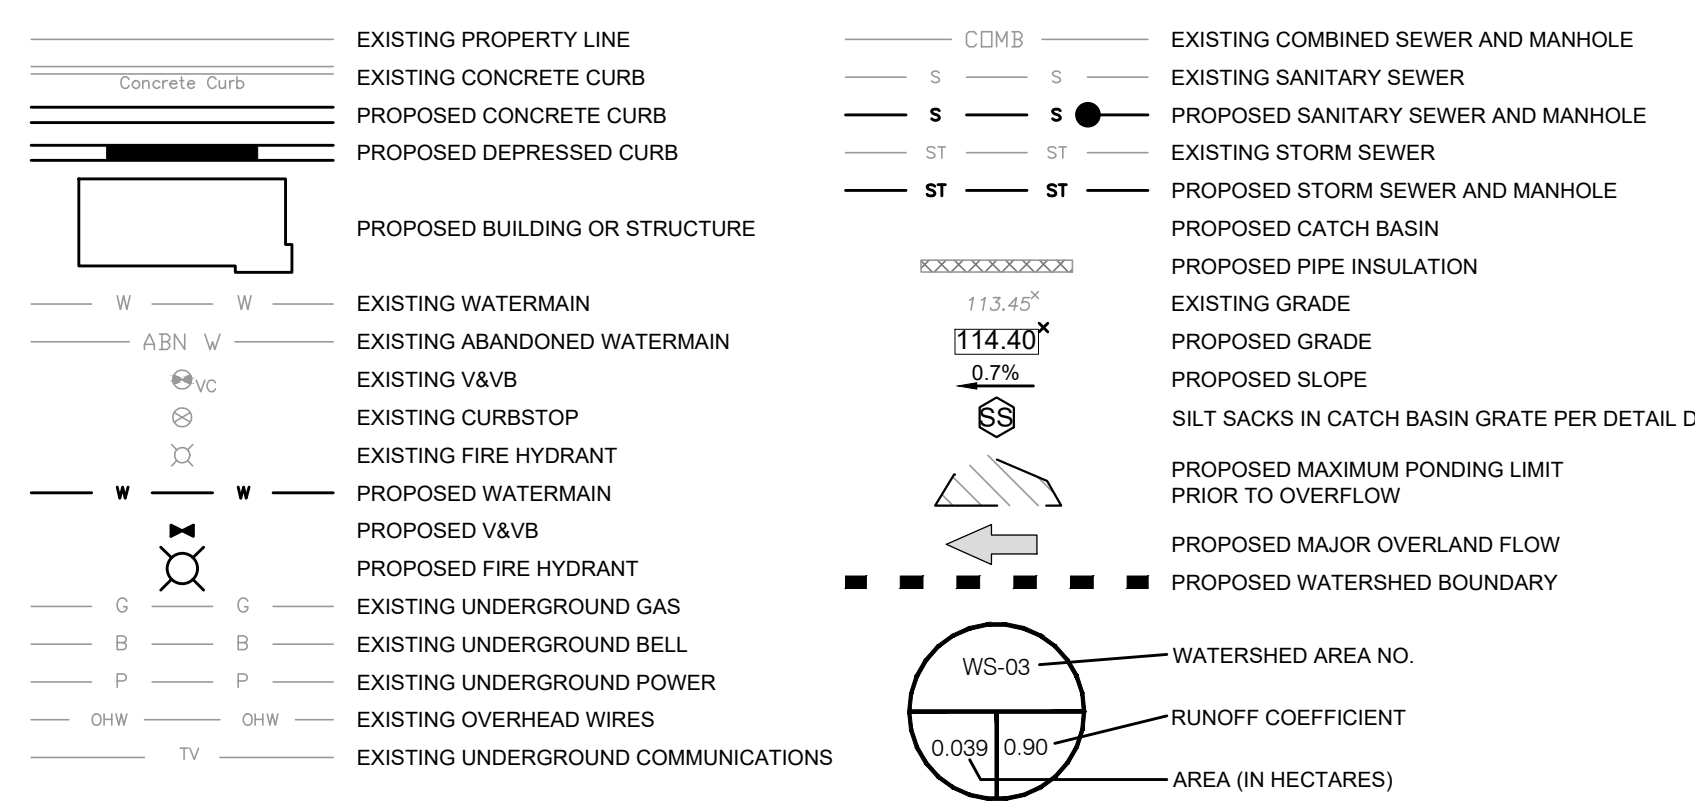 EXISTING PROPERTY LINE
Concrete Curb EXISTING CONCRETE CURB
PROPOSED CONCRETE CURB
PROPOSED DEPRESSED CURB
PROPOSED BUILDING OR STRUCTURE
W W EXISTING WATERMAIN
ABN W EXISTING ABANDONED WATERMAIN
VC EXISTING V&VB
EXISTING CURBSTOP
EXISTING FIRE HYDRANT
W W PROPOSED WATERMAIN
PROPOSED V&VB
PROPOSED FIRE HYDRANT
G G EXISTING UNDERGROUND GAS
B B EXISTING UNDERGROUND BELL
P P EXISTING UNDERGROUND POWER
OHW OHW EXISTING OVERHEAD WIRES
TV EXISTING UNDERGROUND COMMUNICATIONS
COMB EXISTING COMBINED SEWER AND MANHOLE
S S EXISTING SANITARY SEWER
S S PROPOSED SANITARY SEWER AND MANHOLE
ST ST EXISTING STORM SEWER
ST ST PROPOSED STORM SEWER AND MANHOLE
PROPOSED CATCH BASIN
PROPOSED PIPE INSULATION
113.45× EXISTING GRADE
114.40× PROPOSED GRADE
0.7% PROPOSED SLOPE
SS SILT SACKS IN CATCH BASIN GRATE PER DETAIL D
PROPOSED MAXIMUM PONDING LIMIT
PRIOR TO OVERFLOW
PROPOSED MAJOR OVERLAND FLOW
PROPOSED WATERSHED BOUNDARY
WS-03 WATERSHED AREA NO.
0.90 RUNOFF COEFFICIENT
0.039 AREA (IN HECTARES)